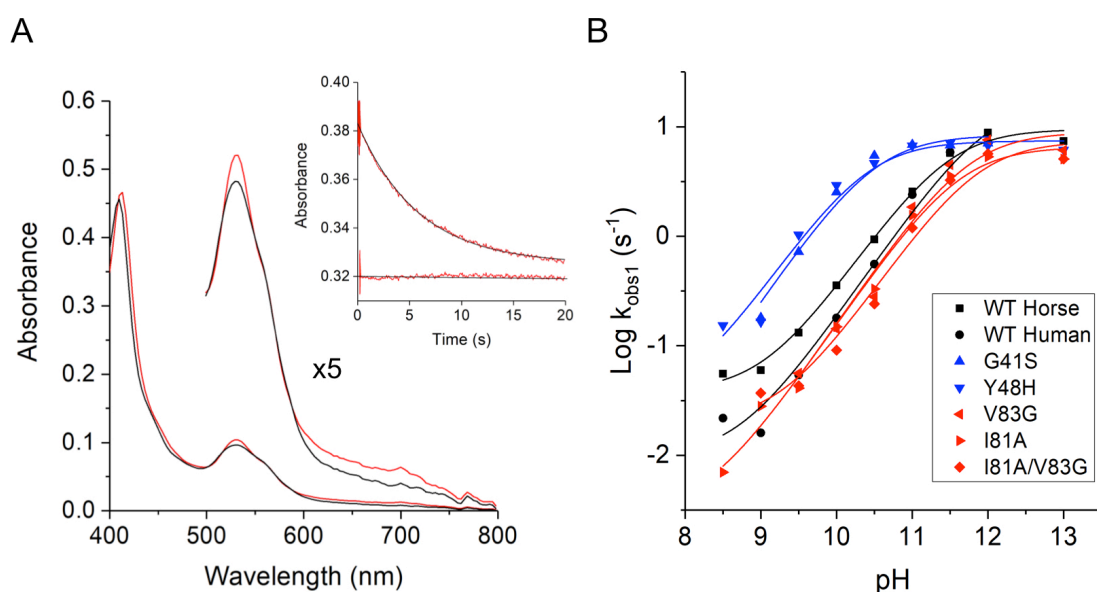 A
B
0.6
0.5
0.4
0.3
0.2
0.1
0.0
400
500
600
700
800
Absorbance
Wavelength (nm)
x5
0.40
0.38
0.36
0.34
0.32
0
5
10
15
20
Absorbance
Time (s)
1
0
-1
-2
8
9
10
11
12
13
Log kobs1 (s-1)
pH
WT Horse
WT Human
G41S
Y48H
V83G
I81A
I81A/V83G